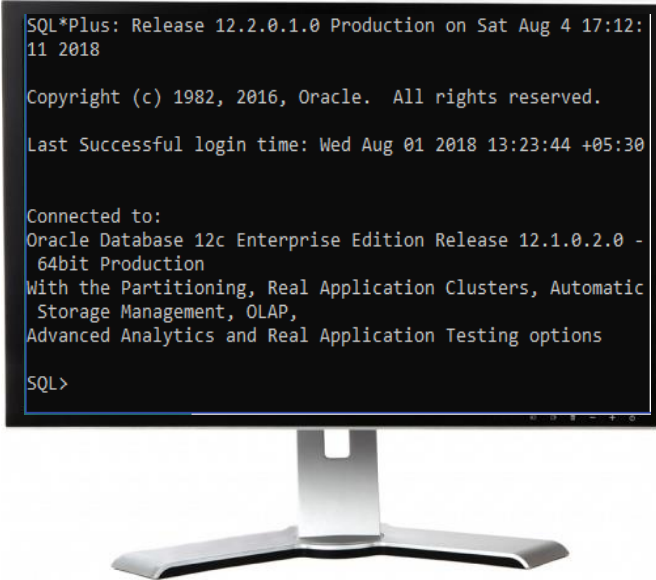 SQL*Plus: Release 12.2.0.1.0 Production on Sat Aug 4 17:12:
11 2018
Copyright (c) 1982, 2016, Oracle.  All rights reserved.
Last Successful login time: Wed Aug 01 2018 13:23:44 +05:30
Connected to:
Oracle Database 12c Enterprise Edition Release 12.1.0.2.0 -
 64bit Production
With the Partitioning, Real Application Clusters, Automatic
 Storage Management, OLAP,
Advanced Analytics and Real Application Testing options
SQL>